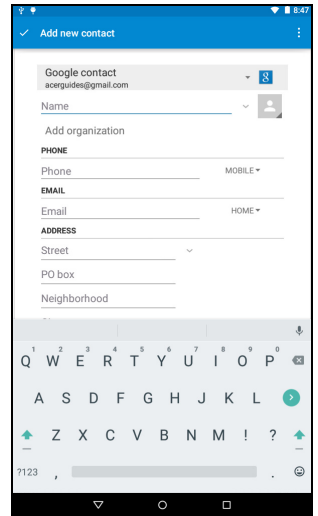 8:47
Add new contact
Google contact
acerguides@gmail.com
8
Name
Add organization
PHONE
Phone MOBILE
EMAIL
Email HOME
ADDRESS
Street
PO box
Neighborhood
1 2 3 4 5 6 7 8 9 0
Q W E R T Y U I O P
A S D F G H J K L
Z X C V B N M ! ?
?123 , .